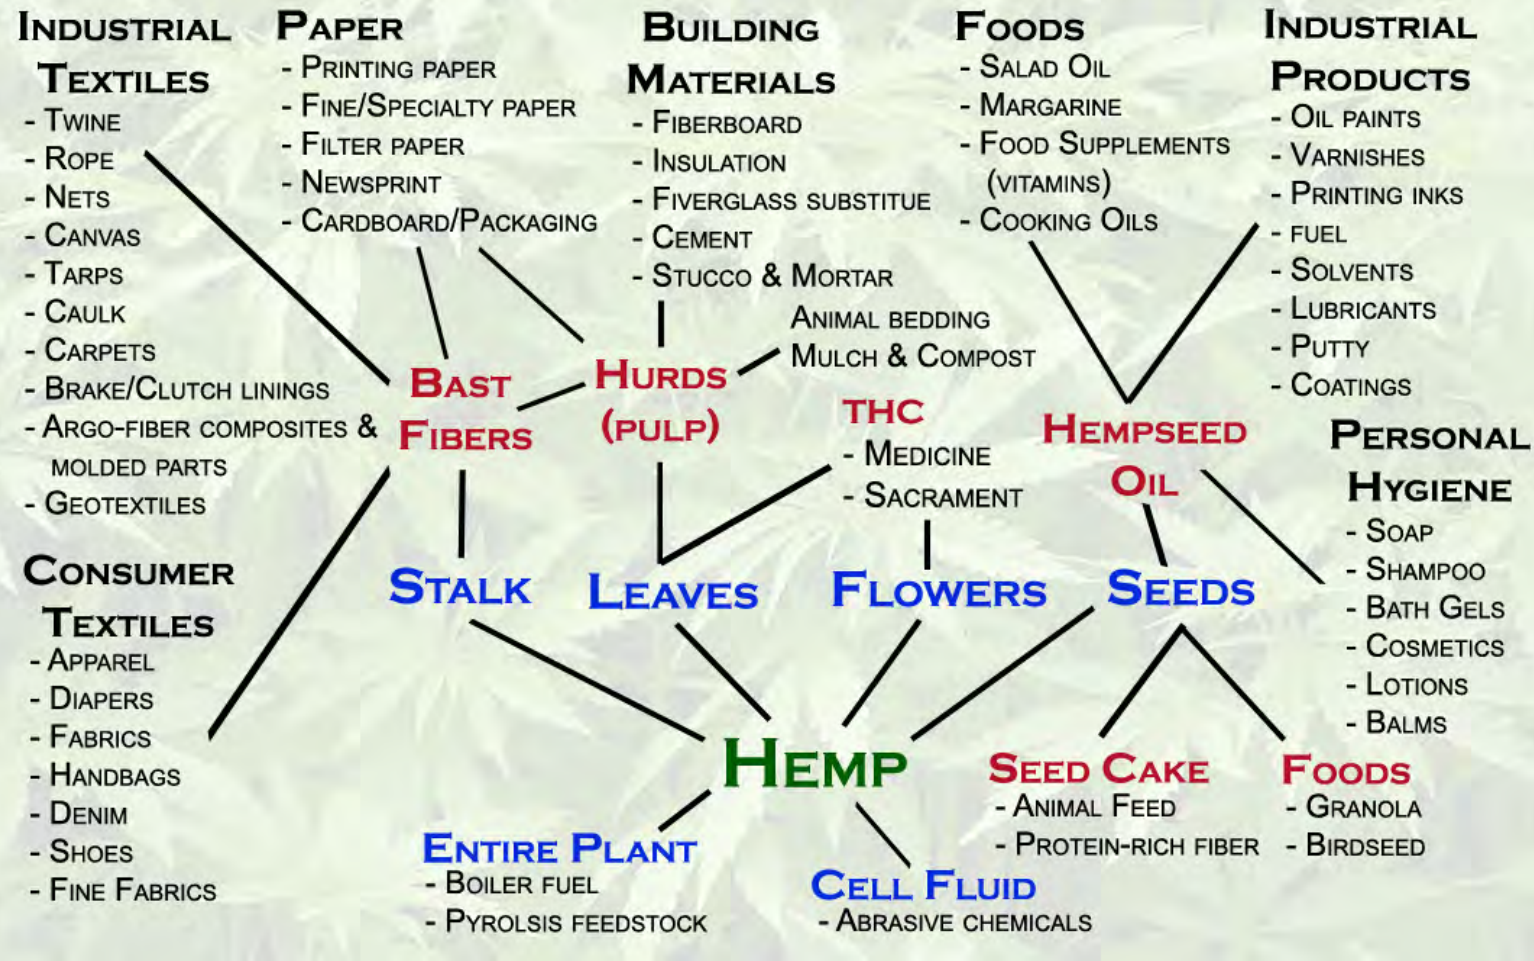 INDUSTRIAL
TEXTILES
- TWINE
- ROPE
- NETS
- CANVAS
- TARPS
- CAULK
- CARPETS
- BRAKE/CLUTCH LININGS
- ARGO-FIBER COMPOSITES &
MOLDED PARTS
- GEOTEXTILES
PAPER
- PRINTING PAPER
- FINE/SPECIALTY PAPER
- FILTER PAPER
- NEWSPRINT
- CARDBOARD/PACKAGING
BUILDING
MATERIALS
- FIBERBOARD
- INSULATION
- FIVERGLASS SUBSTITUE
- CEMENT
- STUCCO & MORTAR
ANIMAL BEDDING
MULCH & COMPOST
FOODS
- SALAD OIL
- MARGARINE
- FOOD SUPPLEMENTS
(VITAMINS)
- COOKING OILS
INDUSTRIAL
PRODUCTS
- OIL PAINTS
- VARNISHES
- PRINTING INKS
- FUEL
- SOLVENTS
- LUBRICANTS
- PUTTY
- COATINGS
BAST
FIBERS
HURDS
(PULP)
THC
- MEDICINE
- SACRAMENT
HEMPSEED
OIL
PERSONAL
HYGIENE
- SOAP
- SHAMPOO
- BATH GELS
- COSMETICS
- LOTIONS
- BALMS
CONSUMER
TEXTILES
- APPAREL
- DIAPERS
- FABRICS
- HANDBAGS
- DENIM
- SHOES
- FINE FABRICS
STALK
LEAVES
FLOWERS
SEEDS
HEMP
SEED CAKE
- ANIMAL FEED
- PROTEIN-RICH FIBER
FOODS
- GRANOLA
- BIRDSEED
ENTIRE PLANT
- BOILER FUEL
- PYROLSIS FEEDSTOCK
CELL FLUID
- ABRASIVE CHEMICALS